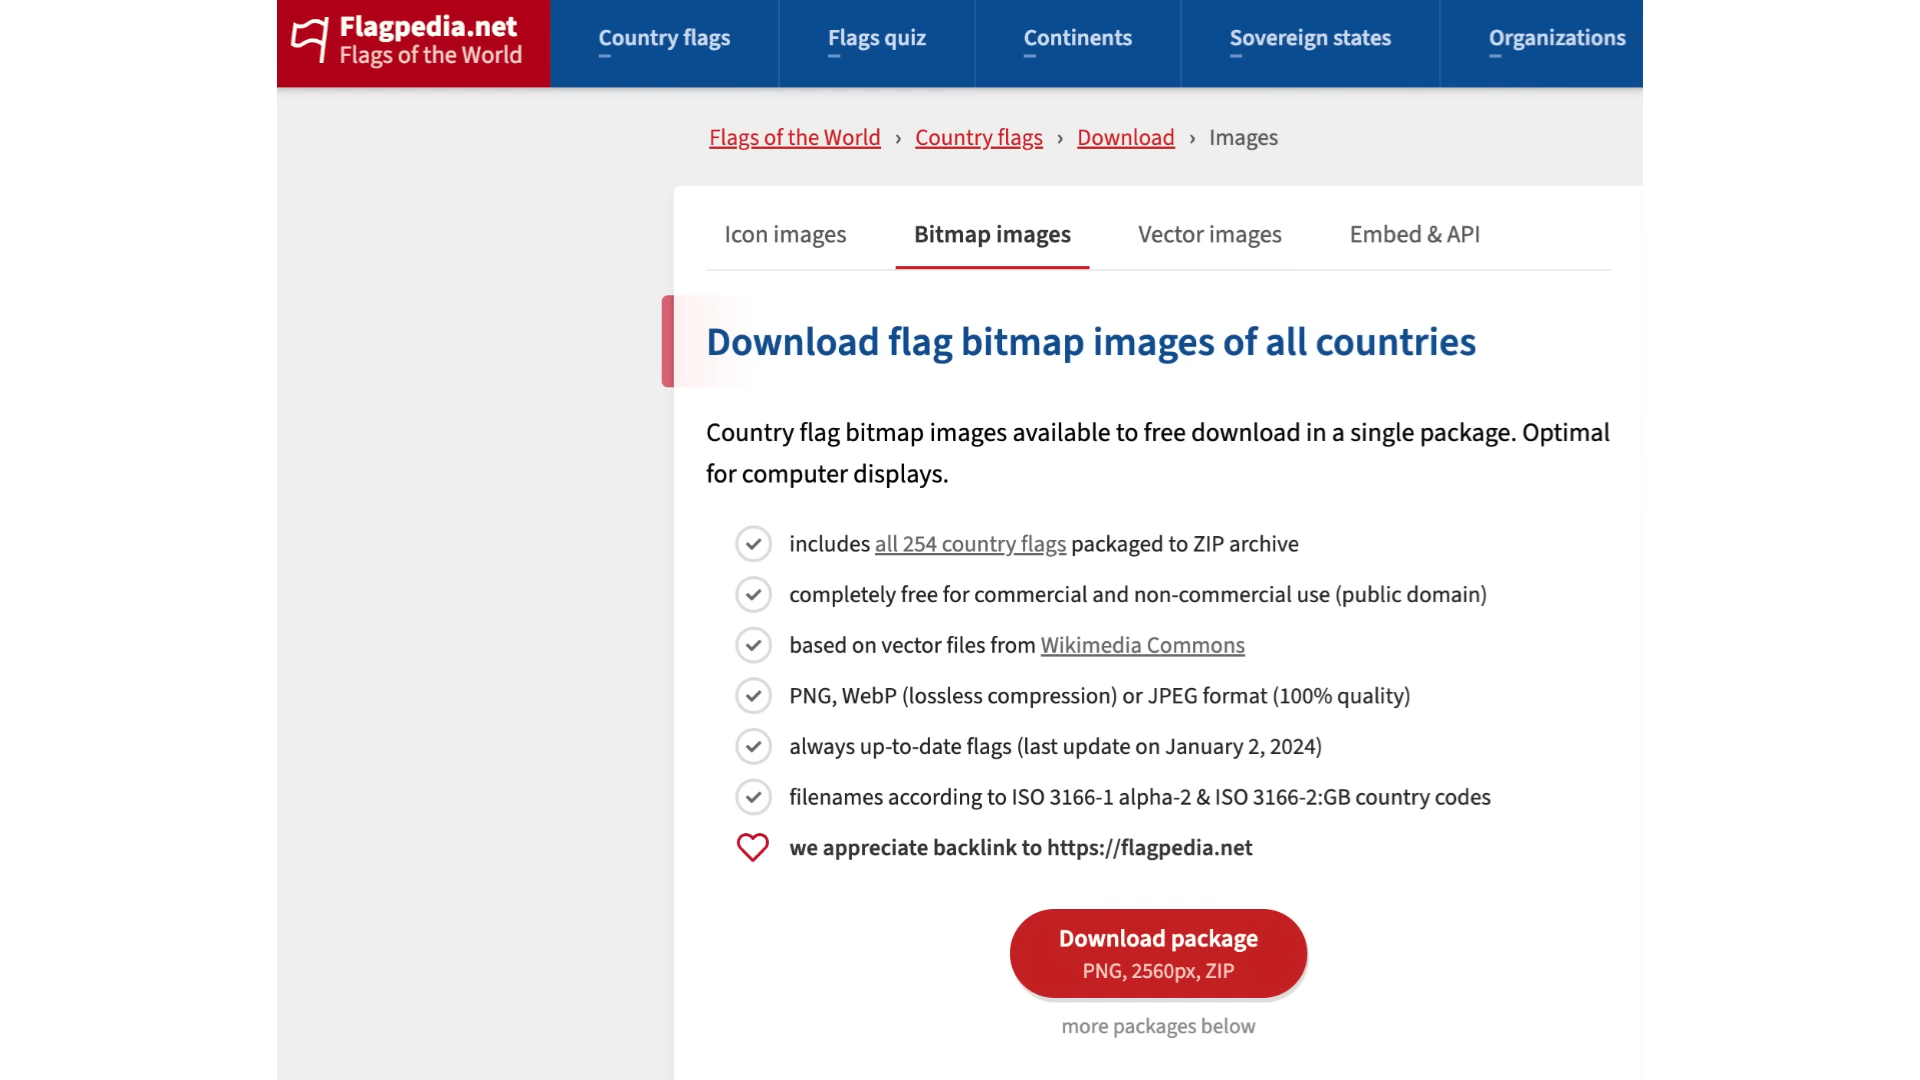 Flagpedia.net
Flags of the World
Country flags
Flags quiz
Continents
Sovereign states
Organizations
Flags of the World › Country flags › Download › Images
Icon images
Bitmap images
Vector images
Embed & API
Download flag bitmap images of all countries
Country flag bitmap images available to free download in a single package. Optimal
for computer displays.
includes all 254 country flags packaged to ZIP archive
completely free for commercial and non-commercial use (public domain)
based on vector files from Wikimedia Commons
PNG, WebP (lossless compression) or JPEG format (100% quality)
always up-to-date flags (last update on January 2, 2024)
filenames according to ISO 3166-1 alpha-2 & ISO 3166-2:GB country codes
we appreciate backlink to https://flagpedia.net
Download package
PNG, 2560px, ZIP
more packages below